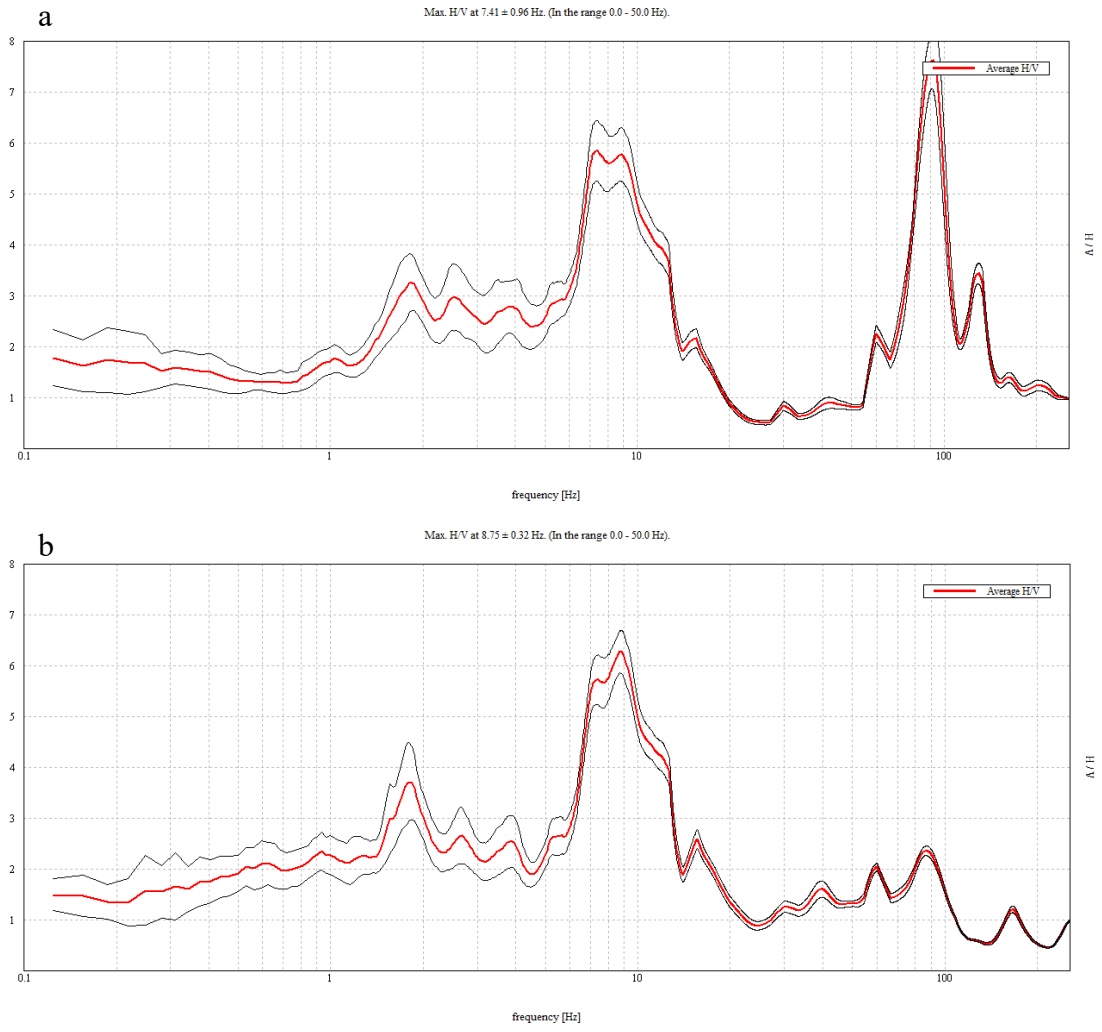 a
Max. H/V at 7.41 ± 0.96 Hz. (In the range 0.0 - 50.0 Hz).
8
Average H/V
7
6
5
4
H / V
3
2
1
0.1 1 10 100
frequency [Hz]
b
Max. H/V at 8.75 ± 0.32 Hz. (In the range 0.0 - 50.0 Hz).
8
Average H/V
7
6
5
4
H / V
3
2
1
0.1 1 10 100
frequency [Hz]